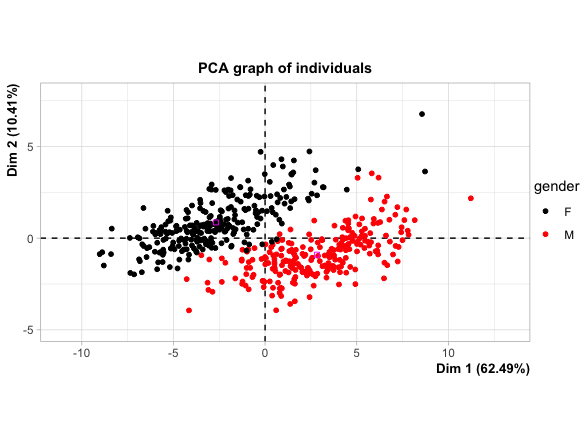 PCA graph of individuals
Dim 2 (10.41%)
5
0
-5
-10
-5
0
5
10
Dim 1 (62.49%)
gender
F
M